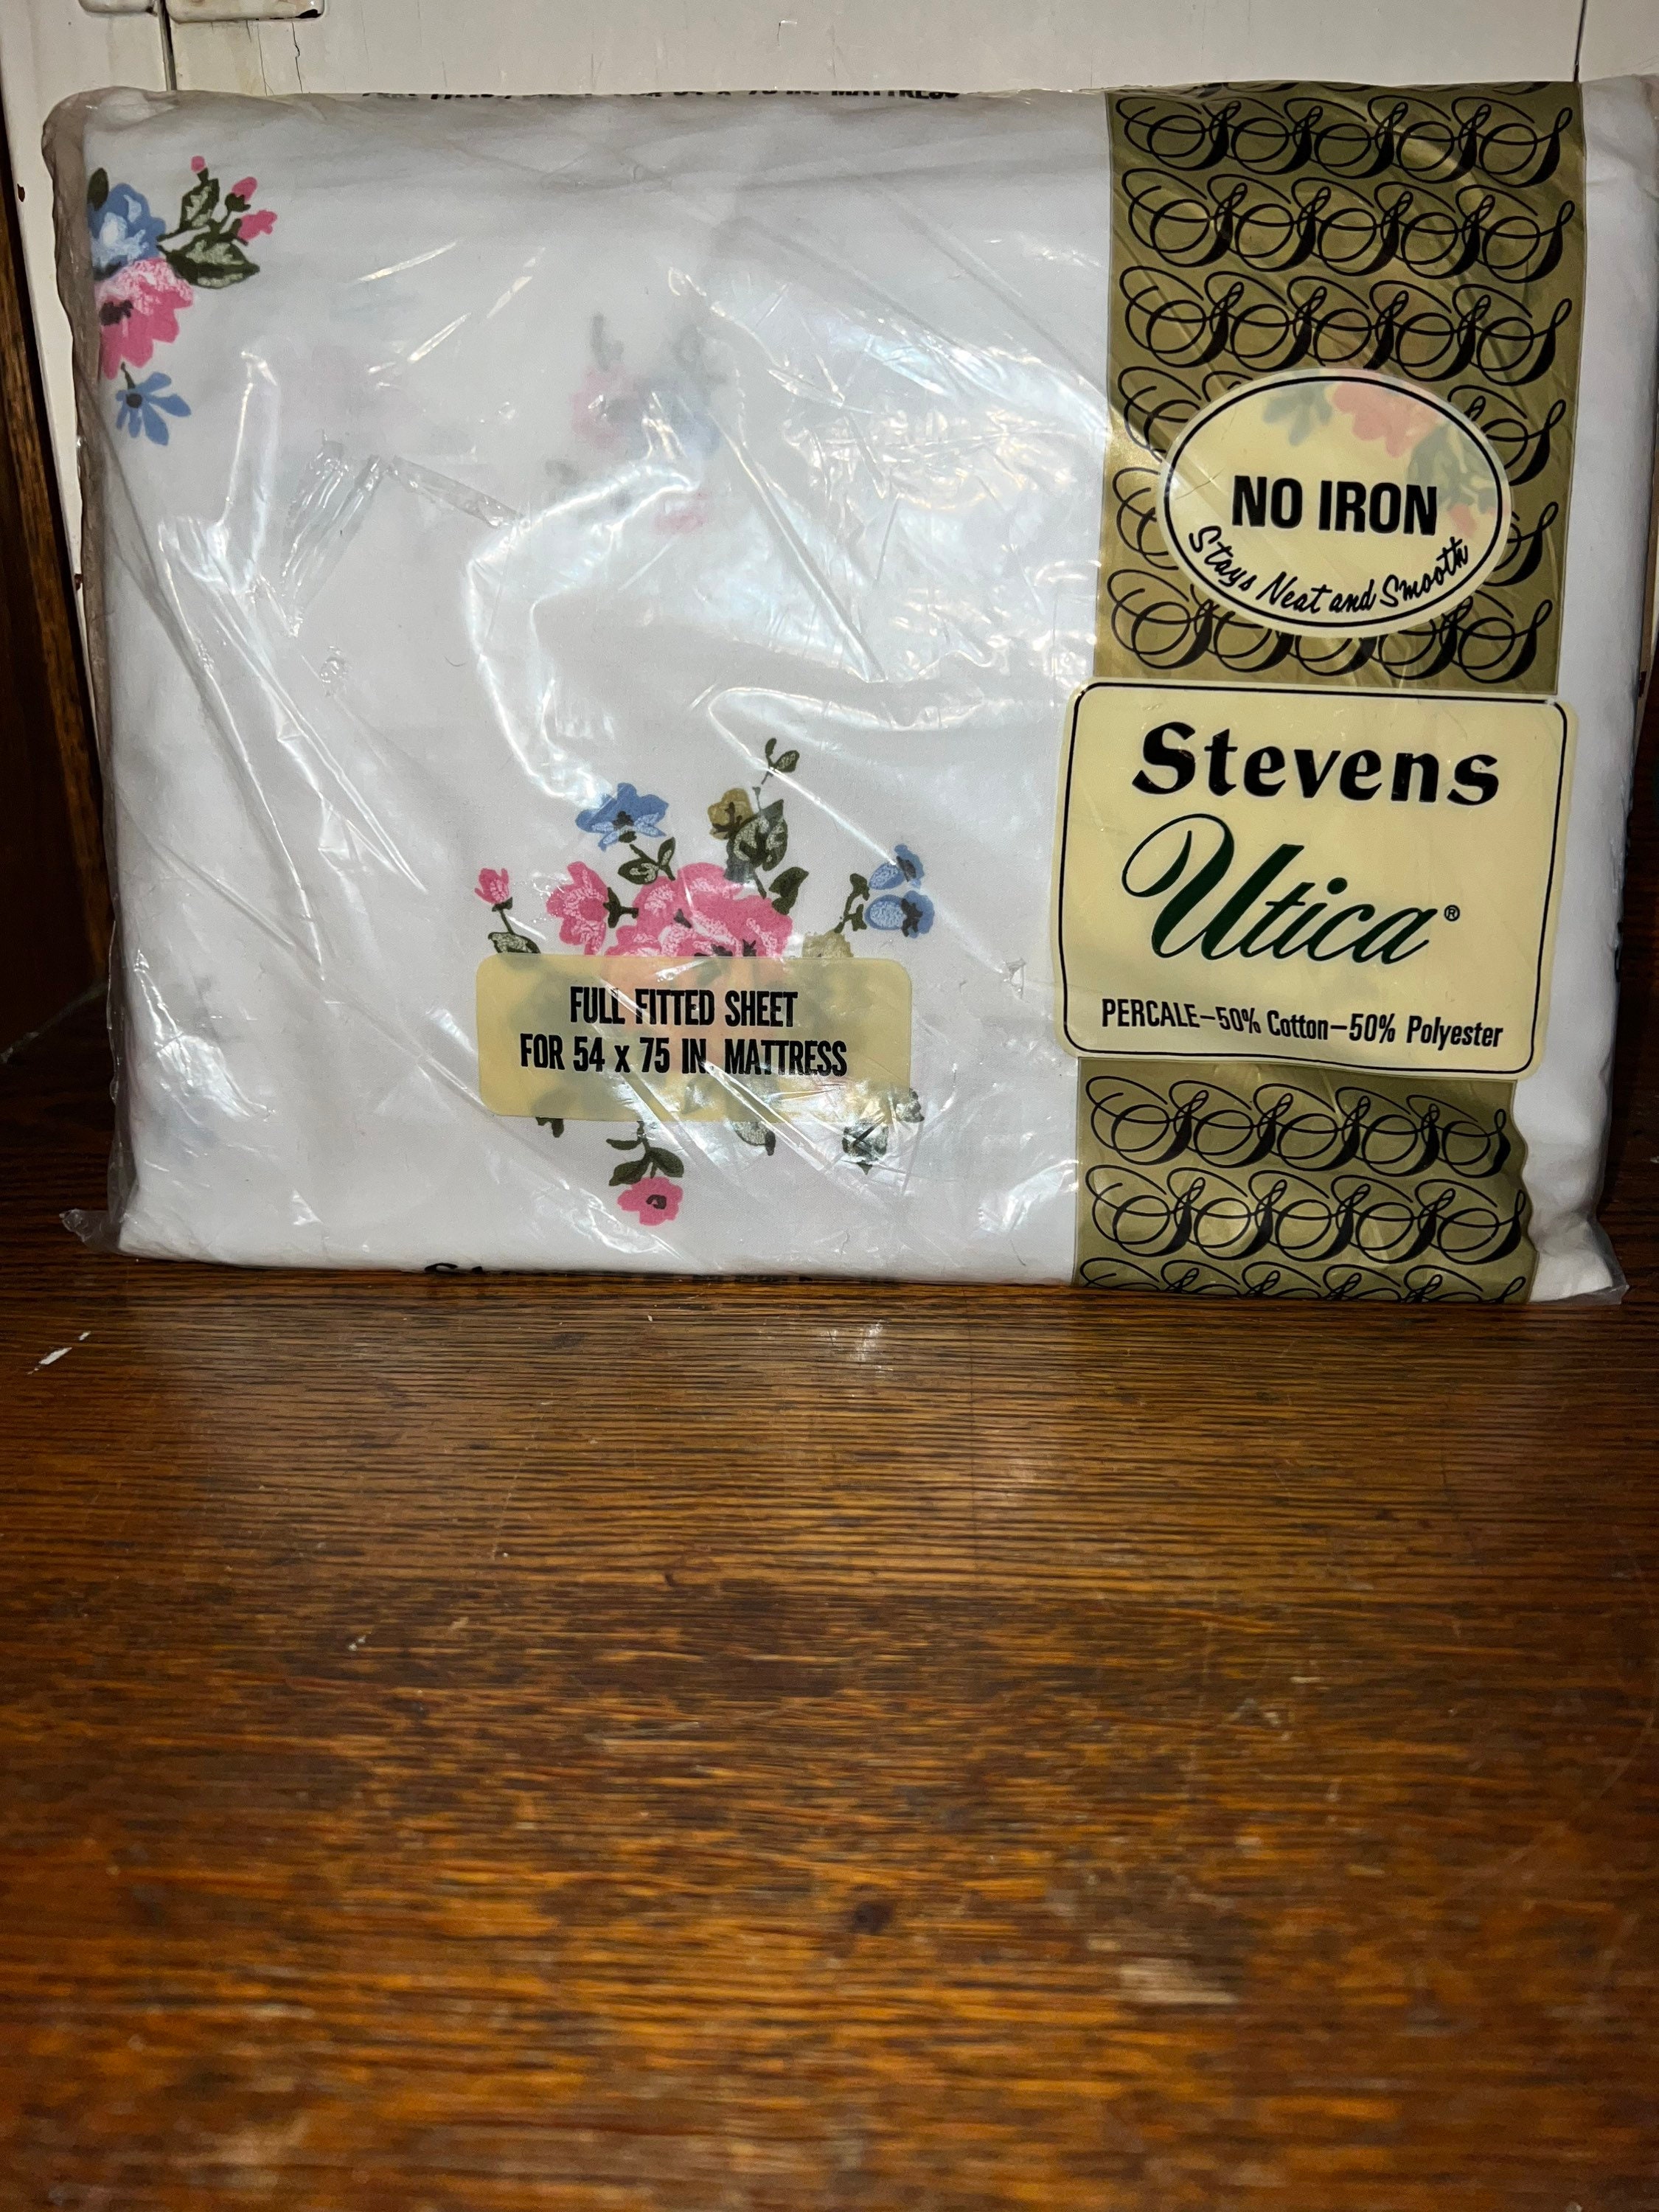 NO IRON
Stays Neat and Smooth
Stevens
Utica®
PERCALE-50% Cotton-50% Polyester
FULL FITTED SHEET
FOR 54 x 75 IN. MATTRESS